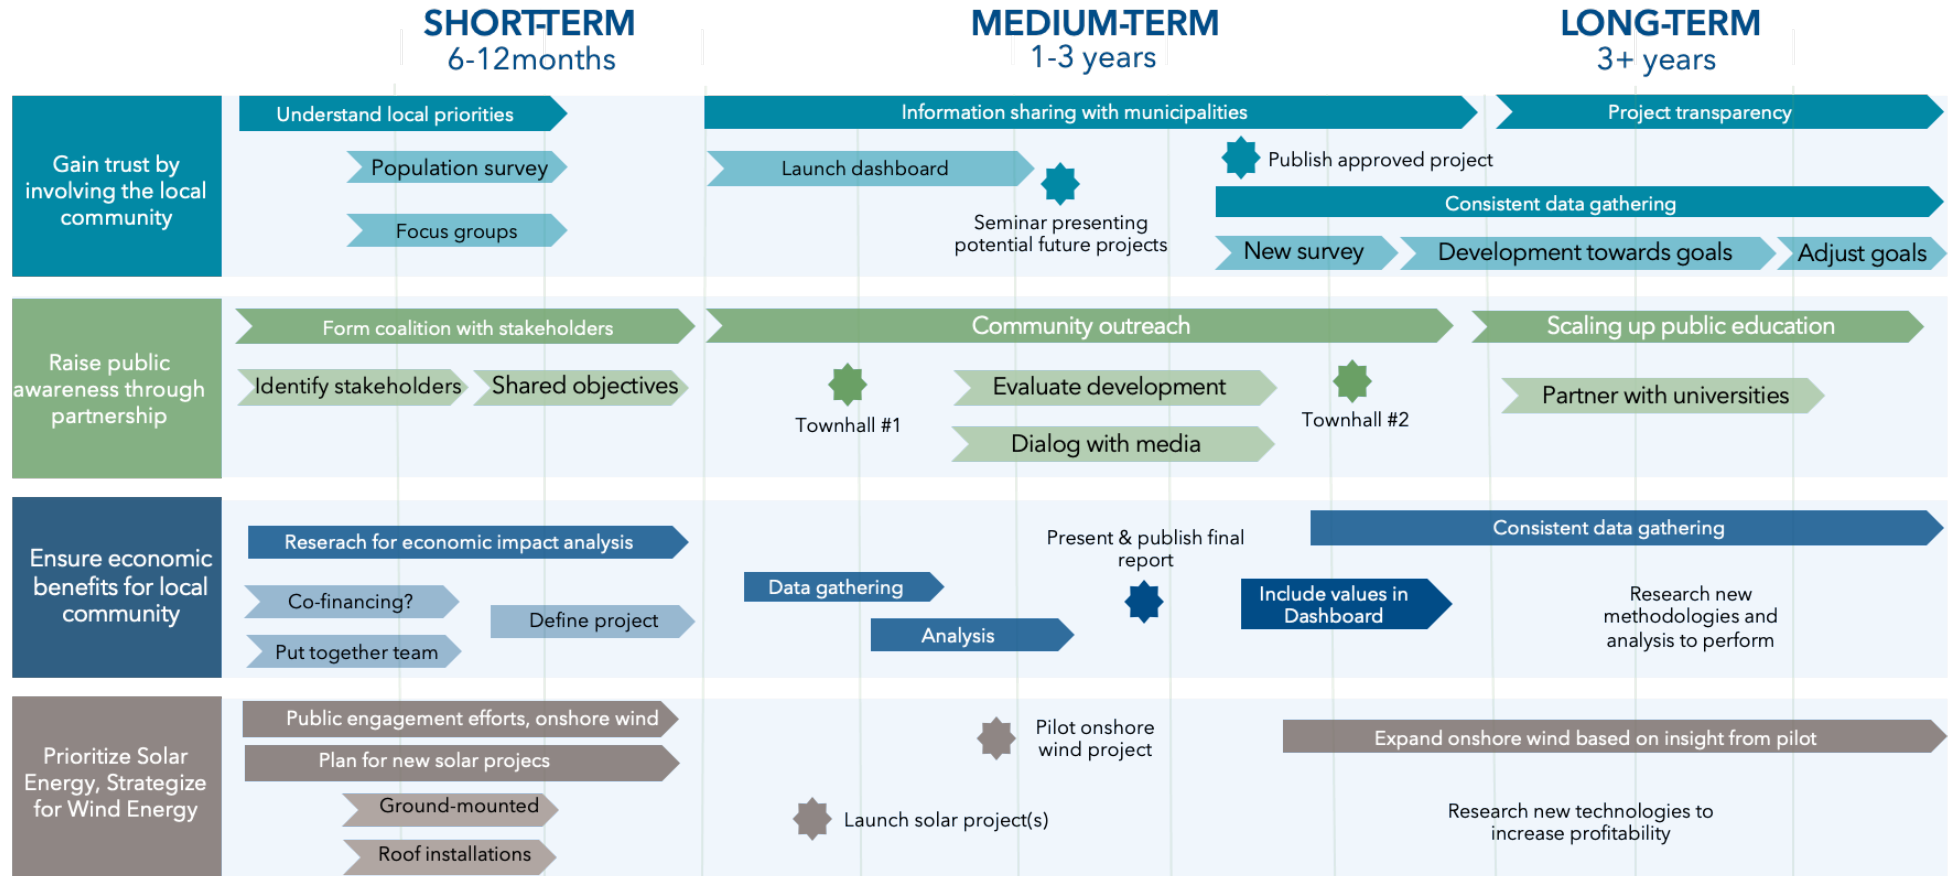 SHORT-TERM
6-12months
MEDIUM-TERM
1-3 years
LONG-TERM
3+ years
Gain trust by
involving the local
community
Understand local priorities
Population survey
Focus groups
Information sharing with municipalities
Launch dashboard
Seminar presenting
potential future projects
Publish approved project
Project transparency
Consistent data gathering
New survey
Development towards goals
Adjust goals
Raise public
awareness through
partnership
Form coalition with stakeholders
Identify stakeholders
Shared objectives
Community outreach
Townhall #1
Evaluate development
Dialog with media
Townhall #2
Scaling up public education
Partner with universities
Ensure economic
benefits for local
community
Reserach for economic impact analysis
Co-financing?
Put together team
Define project
Data gathering
Analysis
Present & publish final
report
Include values in
Dashboard
Consistent data gathering
Research new
methodologies and
analysis to perform
Prioritize Solar
Energy, Strategize
for Wind Energy
Public engagement efforts, onshore wind
Plan for new solar projecs
Ground-mounted
Roof installations
Launch solar project(s)
Pilot onshore
wind project
Expand onshore wind based on insight from pilot
Research new technologies to
increase profitability